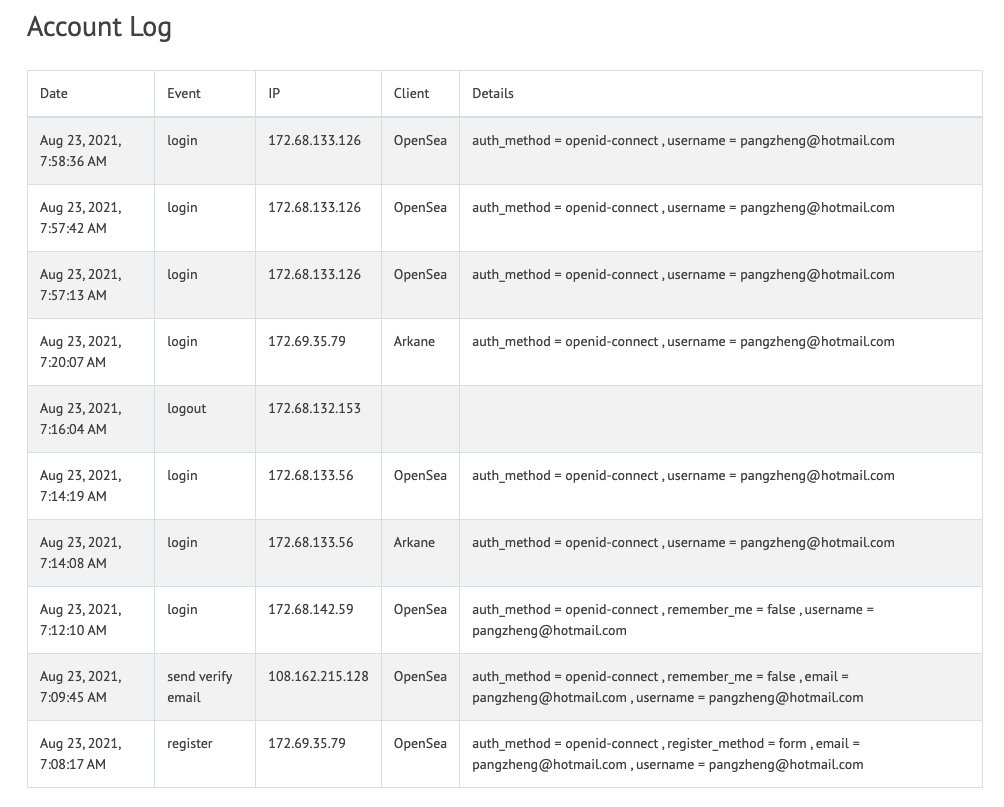 Account Log
Date Event IP Client Details
Aug 23, 2021, login 172.68.133.126 OpenSea auth_method = openid-connect , username = pangzheng@hotmail.com
7:58:36 AM
Aug 23, 2021, login 172.68.133.126 OpenSea auth_method = openid-connect , username = pangzheng@hotmail.com
7:57:42 AM
Aug 23, 2021, login 172.68.133.126 OpenSea auth_method = openid-connect , username = pangzheng@hotmail.com
7:57:13 AM
Aug 23, 2021, login 172.69.35.79 Arkane auth_method = openid-connect , username = pangzheng@hotmail.com
7:20:07 AM
Aug 23, 2021, logout 172.68.132.153
7:16:04 AM
Aug 23, 2021, login 172.68.133.56 OpenSea auth_method = openid-connect , username = pangzheng@hotmail.com
7:14:19 AM
Aug 23, 2021, login 172.68.133.56 Arkane auth_method = openid-connect , username = pangzheng@hotmail.com
7:14:08 AM
Aug 23, 2021, login 172.68.142.59 OpenSea auth_method = openid-connect , remember_me = false , username =
7:12:10 AM pangzheng@hotmail.com
Aug 23, 2021, send verify 108.162.215.128 OpenSea auth_method = openid-connect , remember_me = false , email =
7:09:45 AM email pangzheng@hotmail.com , username = pangzheng@hotmail.com
Aug 23, 2021, register 172.69.35.79 OpenSea auth_method = openid-connect , register_method = form , email =
7:08:17 AM pangzheng@hotmail.com , username = pangzheng@hotmail.com